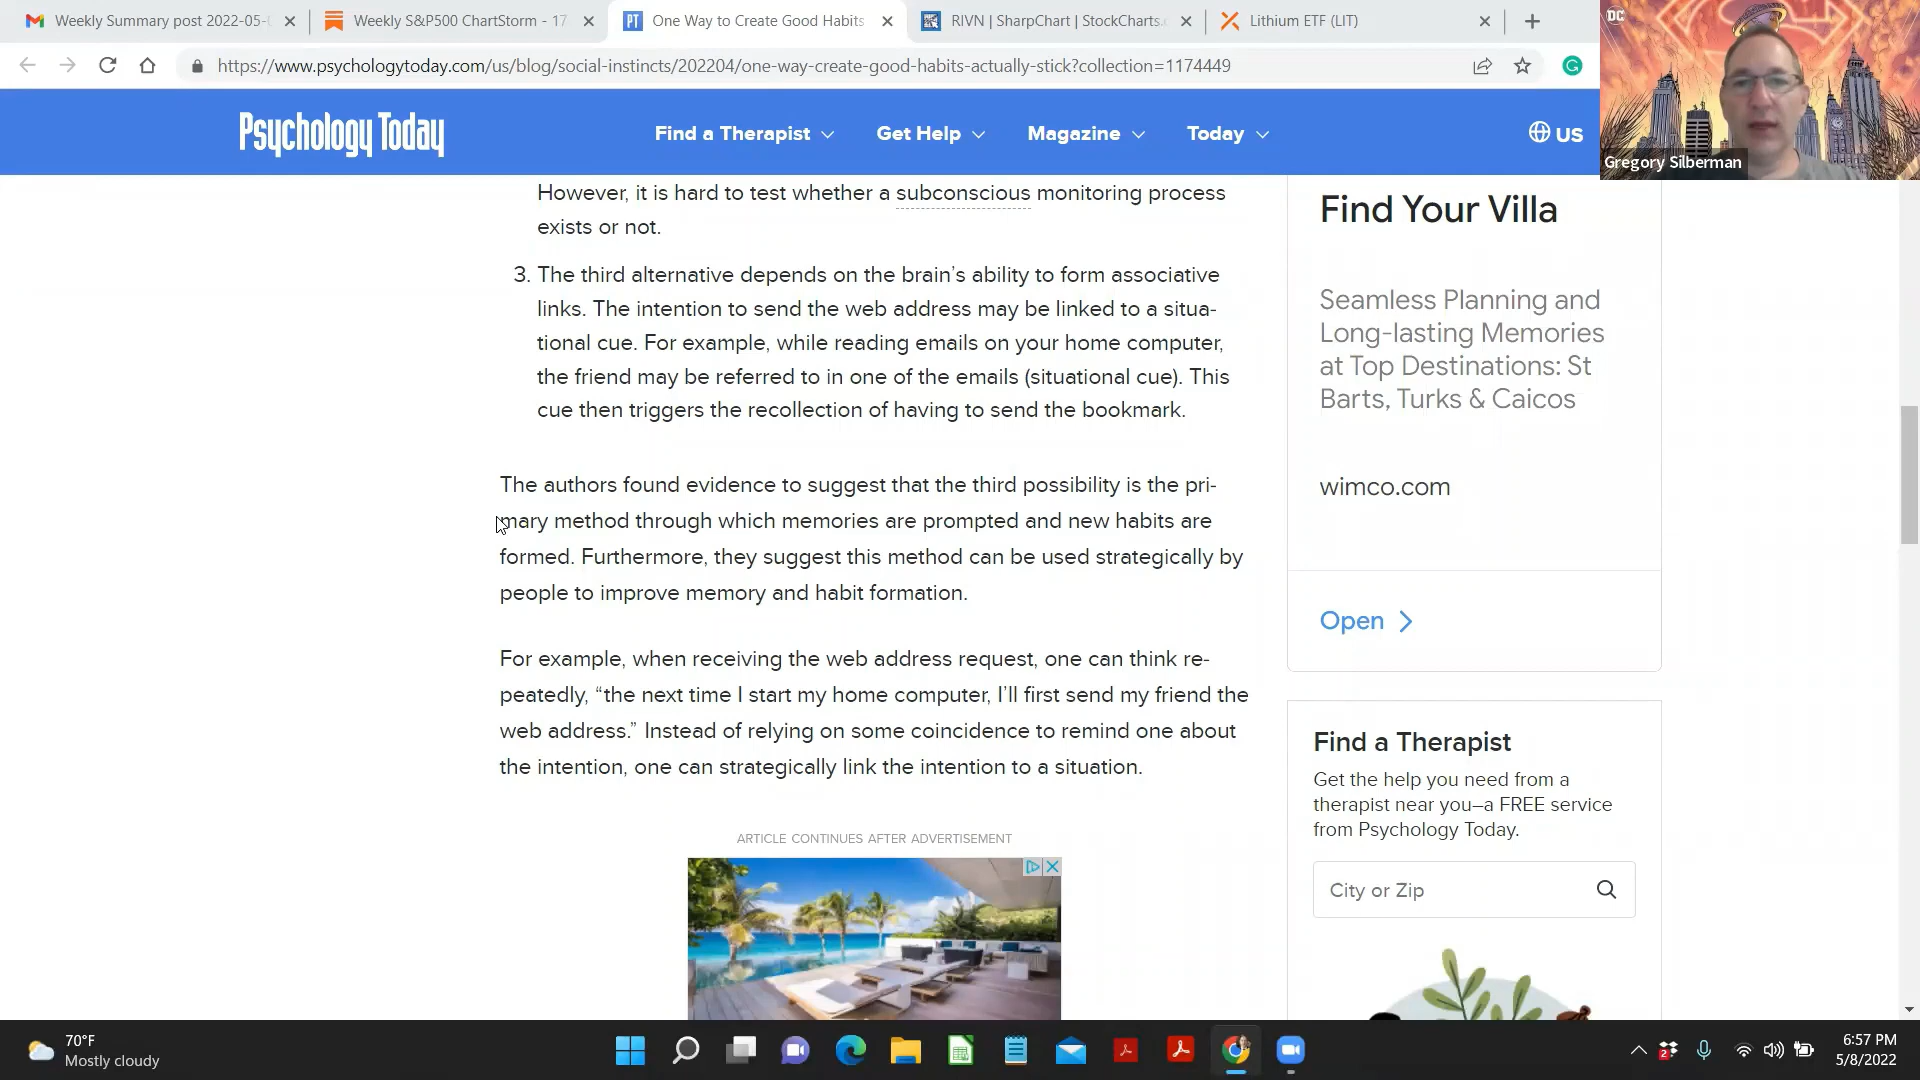 Weekly Summary post 2022-05-
Weekly S&P500 ChartStorm - 17
PT One Way to Create Good Habits
RIVN | SharpChart | StockCharts.
Lithium ETF (LIT)
DC
https://www.psychologytoday.com/us/blog/social-instincts/202204/one-way-create-good-habits-actually-stick?collection=1174449
Psychology Today
Find a Therapist
Get Help
Magazine
Today
US
Gregory Silberman
However, it is hard to test whether a subconscious monitoring process
exists or not.
3. The third alternative depends on the brain’s ability to form associative
links. The intention to send the web address may be linked to a situa-
tional cue. For example, while reading emails on your home computer,
the friend may be referred to in one of the emails (situational cue). This
cue then triggers the recollection of having to send the bookmark.
The authors found evidence to suggest that the third possibility is the pri-
mary method through which memories are prompted and new habits are
formed. Furthermore, they suggest this method can be used strategically by
people to improve memory and habit formation.
For example, when receiving the web address request, one can think re-
peatedly, “the next time I start my home computer, I’ll first send my friend the
web address.” Instead of relying on some coincidence to remind one about
the intention, one can strategically link the intention to a situation.
ARTICLE CONTINUES AFTER ADVERTISEMENT
Find Your Villa
Seamless Planning and
Long-lasting Memories
at Top Destinations: St
Barts, Turks & Caicos
wimco.com
Open
Find a Therapist
Get the help you need from a
therapist near you–a FREE service
from Psychology Today.
City or Zip
70°F
Mostly cloudy
2
6:57 PM
5/8/2022